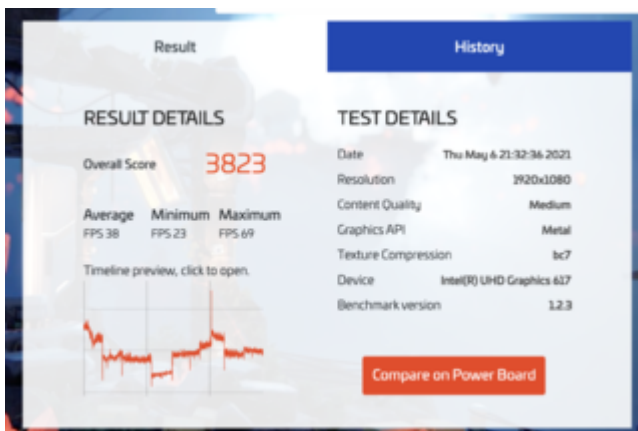 Result
History
RESULT DETAILS
Overall Score 3823
Average Minimum Maximum
FPS 38 FPS 23 FPS 69
Timeline preview, click to open.
TEST DETAILS
Date Thu May 6 21:32:36 2021
Resolution 1920x1080
Content Quality Medium
Graphics API Metal
Texture Compression bc7
Device Intel(R) UHD Graphics 617
Benchmark version 1.2.3
Compare on Power Board